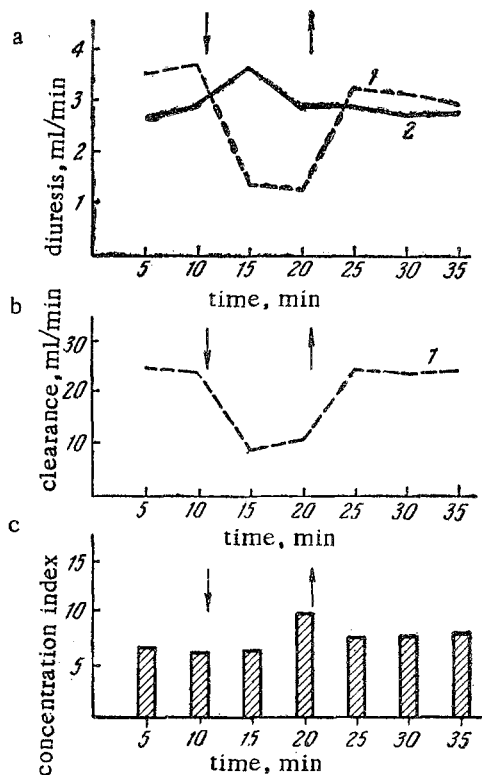 a
diuresis, ml/min
4
3
2
1
1
2
5 10 15 20 25 30 35
time, min
b
clearance, ml/min
30
20
10
1
5 10 15 20 25 30 35
time, min
c
concentration index
15
10
5
5 10 15 20 25 30 35
time, min